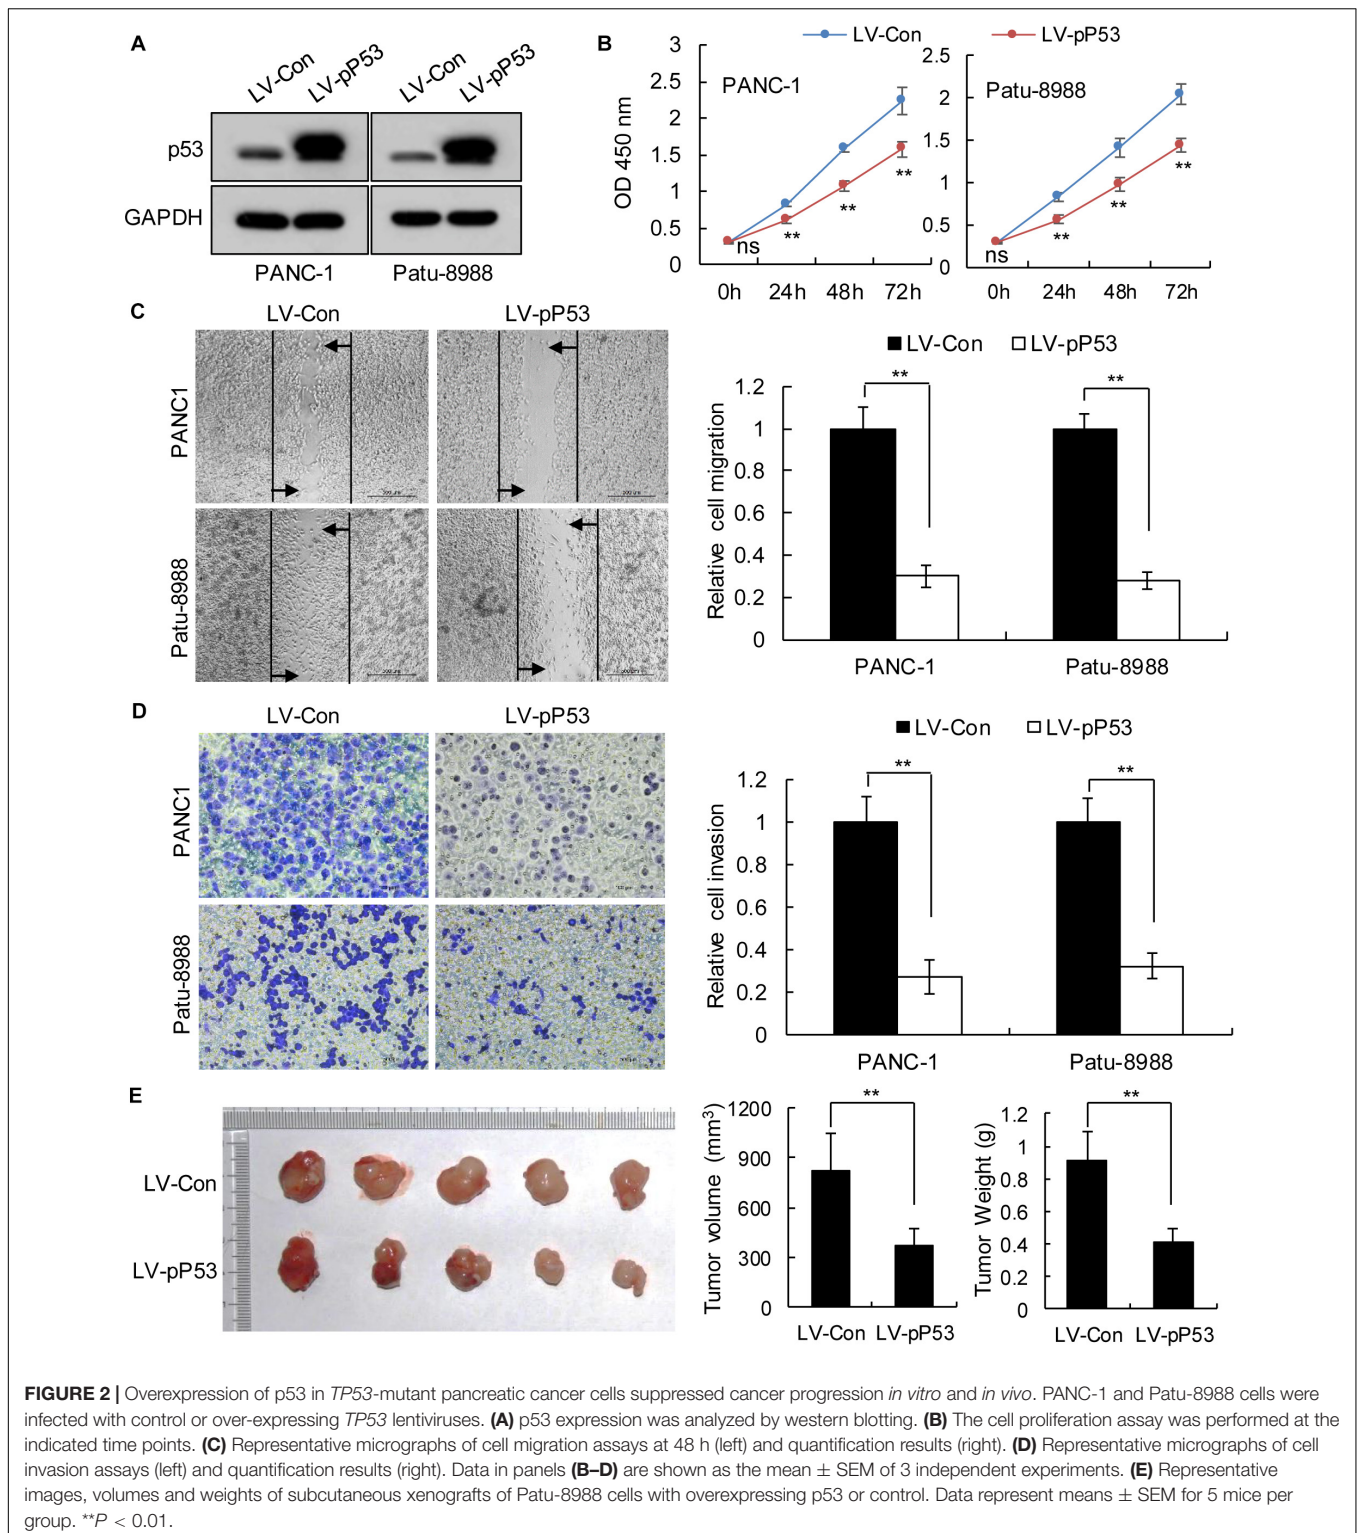 A
LV-Con LV-pP53 LV-Con LV-pP53
p53
GAPDH
PANC-1 Patu-8988
B
LV-Con LV-pP53
OD 450 nm
3
2.5
2
1.5
1
0.5
0
PANC-1
ns
**
**
**
0h 24h 48h 72h
2.5
2
1.5
1
0.5
0
Patu-8988
ns
**
**
**
0h 24h 48h 72h
C
LV-Con LV-pP53
PANC1
Patu-8988
LV-Con LV-pP53
Relative cell migration
1.2
1
0.8
0.6
0.4
0.2
0
** **
PANC-1 Patu-8988
D
LV-Con LV-pP53
PANC1
Patu-8988
LV-Con LV-pP53
Relative cell invasion
1.2
1
0.8
0.6
0.4
0.2
0
** **
PANC-1 Patu-8988
E
LV-Con
LV-pP53
Tumor volume (mm³)
1200
900
600
300
0
**
LV-Con LV-pP53
Tumor Weight (g)
1.2
1
0.8
0.6
0.4
0.2
0
**
LV-Con LV-pP53
FIGURE 2 | Overexpression of p53 in TP53-mutant pancreatic cancer cells suppressed cancer progression in vitro and in vivo. PANC-1 and Patu-8988 cells were
infected with control or over-expressing TP53 lentiviruses. (A) p53 expression was analyzed by western blotting. (B) The cell proliferation assay was performed at the
indicated time points. (C) Representative micrographs of cell migration assays at 48 h (left) and quantification results (right). (D) Representative micrographs of cell
invasion assays (left) and quantification results (right). Data in panels (B–D) are shown as the mean ± SEM of 3 independent experiments. (E) Representative
images, volumes and weights of subcutaneous xenografts of Patu-8988 cells with overexpressing p53 or control. Data represent means ± SEM for 5 mice per
group. **P < 0.01.